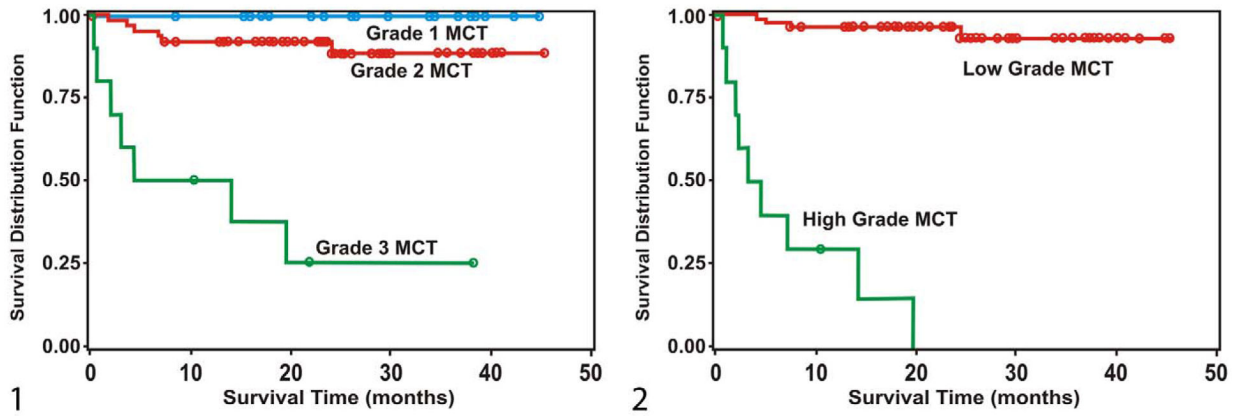 1.00
0.75
0.50
0.25
0.00
Survival Distribution Function
Grade 1 MCT
Grade 2 MCT
Grade 3 MCT
0 10 20 30 40 50
Survival Time (months)
1
1.00
0.75
0.50
0.25
0.00
Survival Distribution Function
Low Grade MCT
High Grade MCT
0 10 20 30 40 50
Survival Time (months)
2